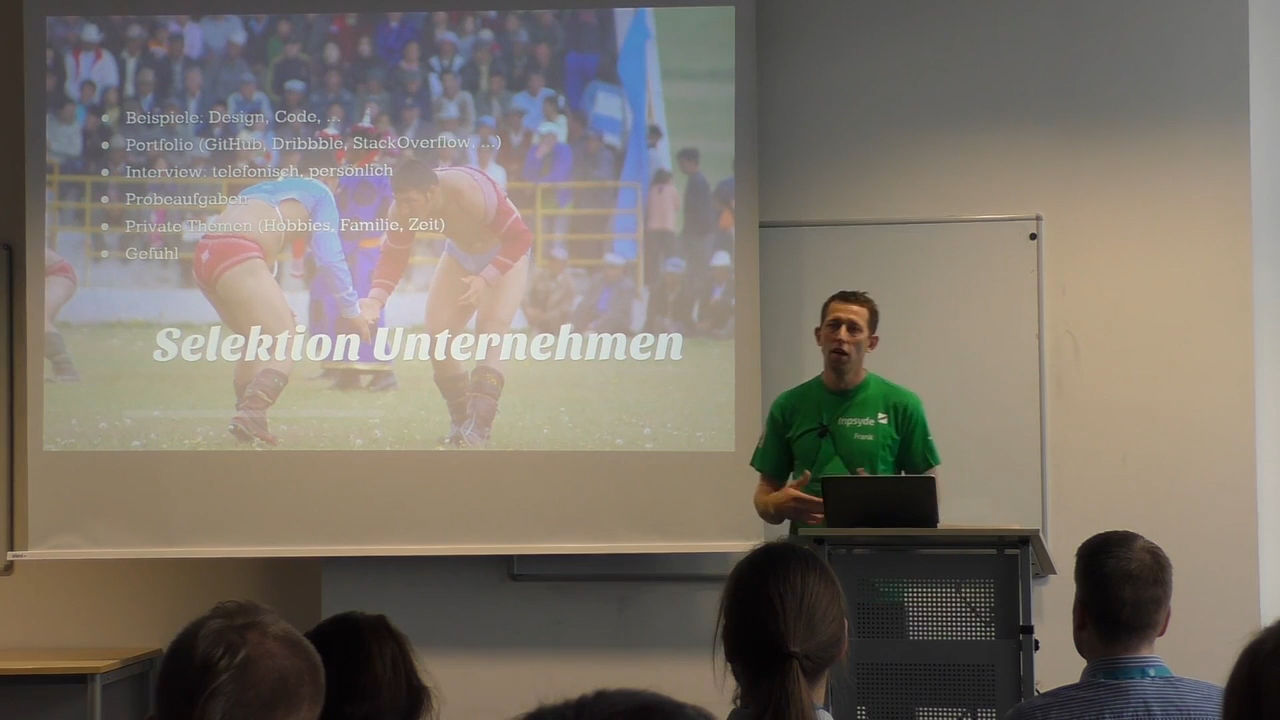 Beispiele: Design, Code, ...
Portfolio (GitHub, Dribbble, StackOverflow, ...)
Interview: telefonisch, persönlich
Probeaufgaben
Private Themen (Hobbies, Familie, Zeit)
Gefühl
Selektion Unternehmen
Inpsyde
Frank